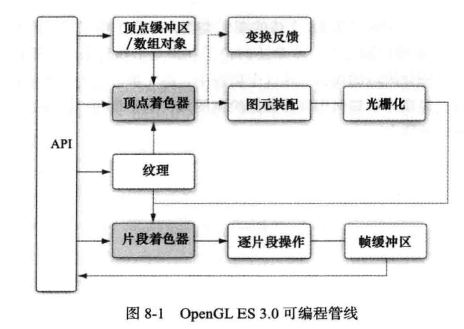 顶点缓冲区
/数组对象
变换反馈
顶点着色器
图元装配
光栅化
API
纹理
片段着色器
逐片段操作
帧缓冲区
图 8-1 OpenGL ES 3.0 可编程管线